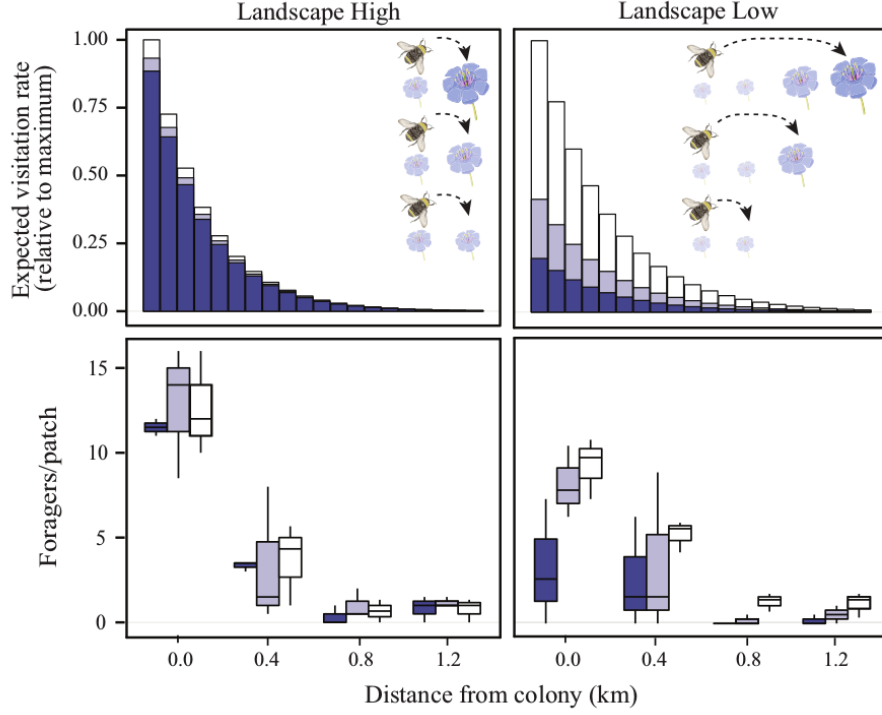 Landscape High
Landscape Low
Expected visitation rate
(relative to maximum)
1.00
0.75
0.50
0.25
0.00
Foragers/patch
15
10
5
0
0.0 0.4 0.8 1.2
0.0 0.4 0.8 1.2
Distance from colony (km)